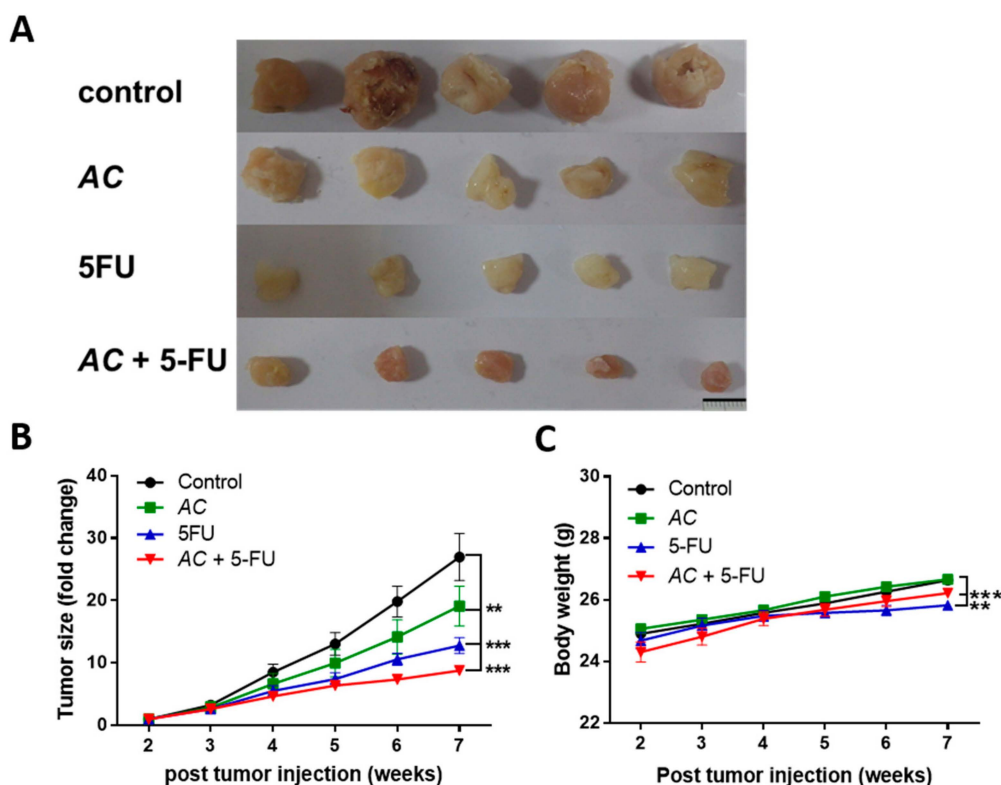 A
control
AC
5FU
AC + 5-FU
B
Tumor size (fold change)
40
30
20
10
0
Control
AC
5FU
AC + 5-FU
**
***
***
2 3 4 5 6 7
post tumor injection (weeks)
C
Body weight (g)
30
28
26
24
22
Control
AC
5-FU
AC + 5-FU
***
**
2 3 4 5 6 7
Post tumor injection (weeks)